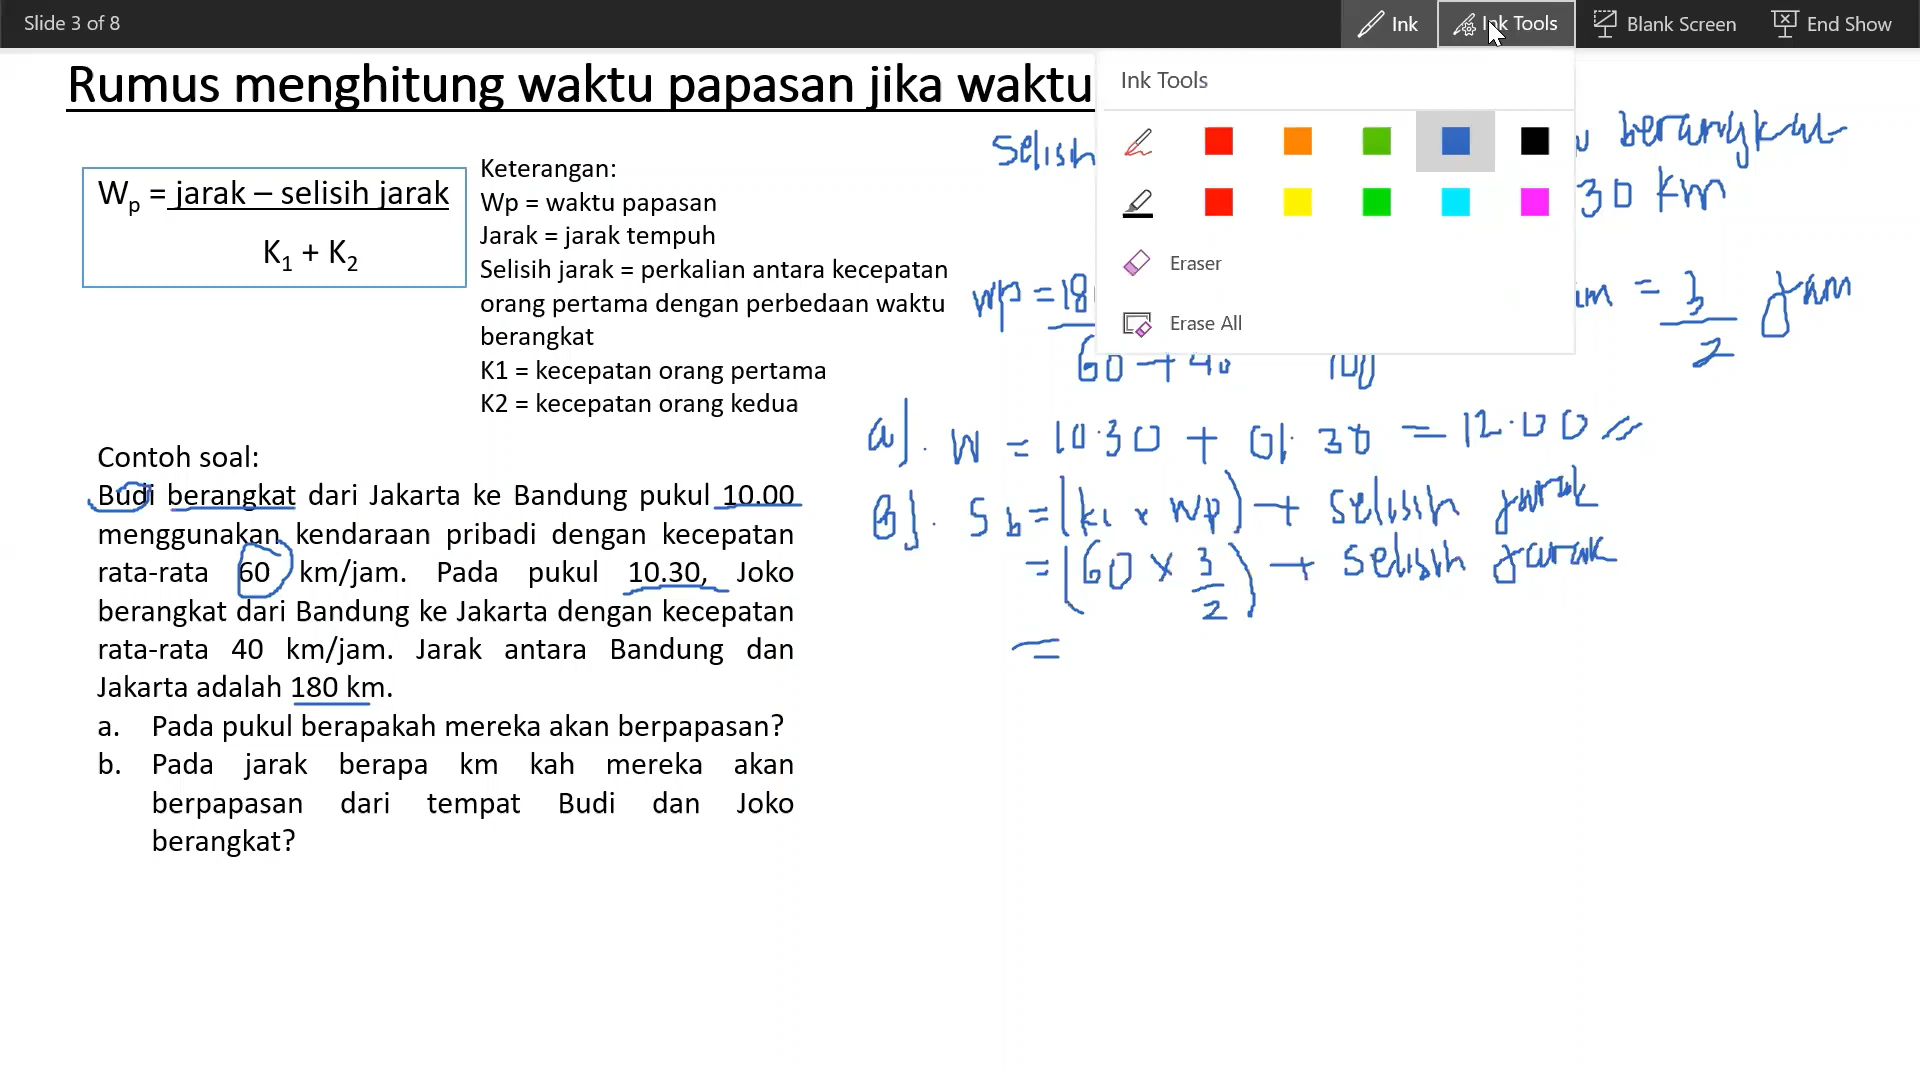 Slide 3 of 8
Ink
Ink Tools
Blank Screen
End Show
Rumus menghitung waktu papasan jika waktu
Ink Tools
Eraser
Erase All
Wp = jarak – selisih jarak
K1 + K2
Keterangan:
Wp = waktu papasan
Jarak = jarak tempuh
Selisih jarak = perkalian antara kecepatan
orang pertama dengan perbedaan waktu
berangkat
K1 = kecepatan orang pertama
K2 = kecepatan orang kedua
Contoh soal:
Budi berangkat dari Jakarta ke Bandung pukul 10.00
menggunakan kendaraan pribadi dengan kecepatan
rata-rata 60 km/jam. Pada pukul 10.30, Joko
berangkat dari Bandung ke Jakarta dengan kecepatan
rata-rata 40 km/jam. Jarak antara Bandung dan
Jakarta adalah 180 km.
a. Pada pukul berapakah mereka akan berpapasan?
b. Pada jarak berapa km kah mereka akan
berpapasan dari tempat Budi dan Joko
berangkat?
Selisih
berangkat
30 km
Wp = 18
= 3 jam
2
60 + 40 100
a). W = 10.30 + 01.30 = 12.00 //
B). Sb = (k1 x Wp) + selisih jarak
= (60 x 3 ) + selisih jarak
2
=